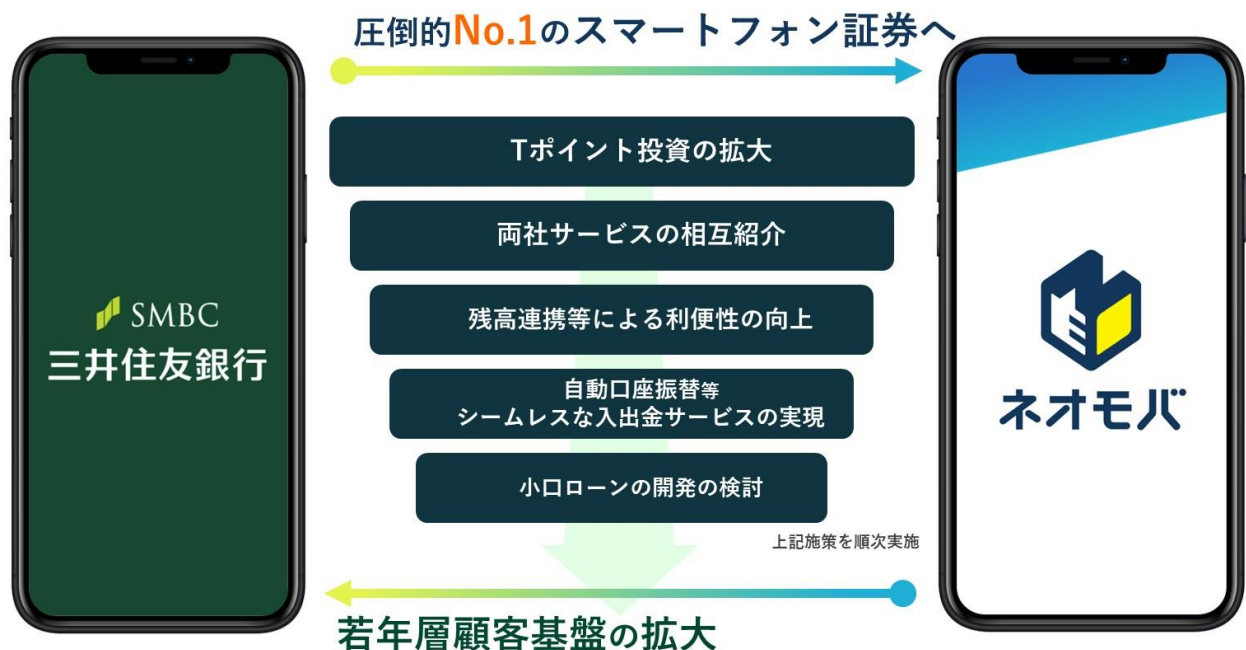 圧倒的No.1のスマートフォン証券へ
Tポイント投資の拡大
両社サービスの相互紹介
残高連携等による利便性の向上
自動口座振替等
シームレスな入出金サービスの実現
小口ローンの開発の検討
上記施策を順次実施
若年層顧客基盤の拡大
SMBC
三井住友銀行
ネオモバ